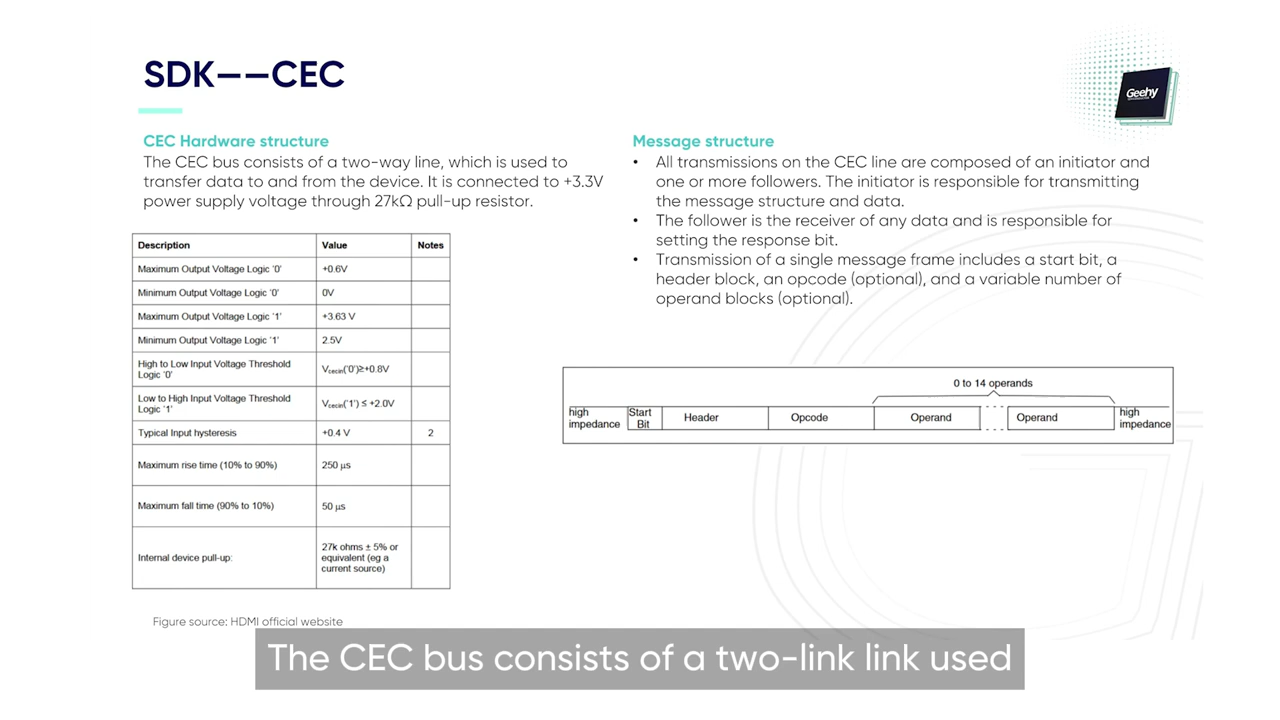 SDK——CEC
Geehy
CEC Hardware structure
The CEC bus consists of a two-way line, which is used to
transfer data to and from the device. It is connected to +3.3V
power supply voltage through 27kΩ pull-up resistor.
Description Value Notes
Maximum Output Voltage Logic '0' +0.6V
Minimum Output Voltage Logic '0' 0V
Maximum Output Voltage Logic '1' +3.63 V
Minimum Output Voltage Logic '1' 2.5V
High to Low Input Voltage Threshold
Logic '0'
Vcecin('0')≥+0.8V
Low to High Input Voltage Threshold
Logic '1'
Vcecin('1') ≤ +2.0V
Typical Input hysteresis +0.4 V 2
Maximum rise time (10% to 90%) 250 µs
Maximum fall time (90% to 10%) 50 µs
Internal device pull-up:
27k ohms ± 5% or
equivalent (eg a
current source)
Figure source: HDMI official website
Message structure
• All transmissions on the CEC line are composed of an initiator and
one or more followers. The initiator is responsible for transmitting
the message structure and data.
• The follower is the receiver of any data and is responsible for
setting the response bit.
• Transmission of a single message frame includes a start bit, a
header block, an opcode (optional), and a variable number of
operand blocks (optional).
0 to 14 operands
high
impedance
Start
Bit
Header
Opcode
Operand
Operand
high
impedance
The CEC bus consists of a two-link link used